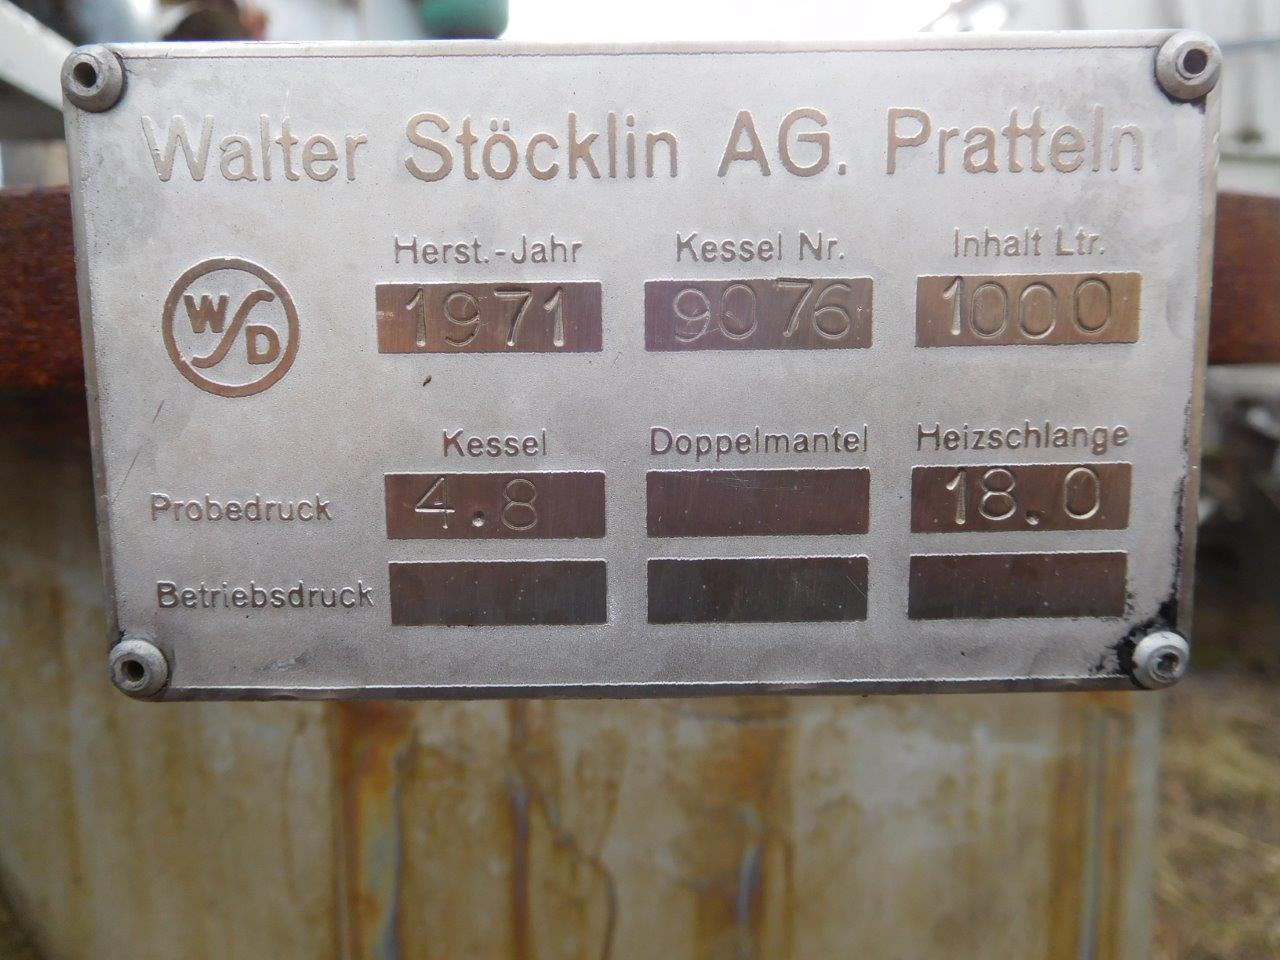 Walter Stöcklin AG. Pratteln
Herst.-Jahr Kessel Nr. Inhalt Ltr.
WSD 1971 9076 1000
Kessel Doppelmantel Heizschlange
Probedruck 4.8 18.0
Betriebsdruck